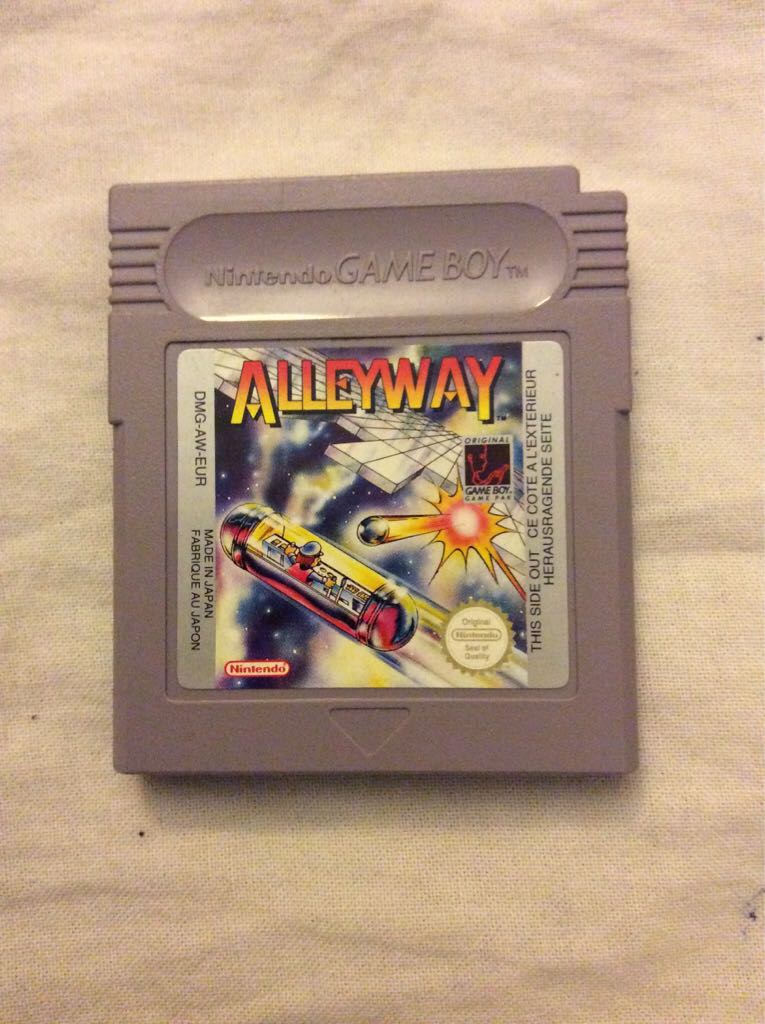 Nintendo GAME BOY™
ALLEYWAY™
DMG-AW-EUR
MADE IN JAPAN
FABRIQUE AU JAPON
ORIGINAL
GAME BOY
GAME PAK
Original
Nintendo
Seal of
Quality
Nintendo®
THIS SIDE OUT CE COTE A L'EXTERIEUR
HERAUSRAGENDE SEITE